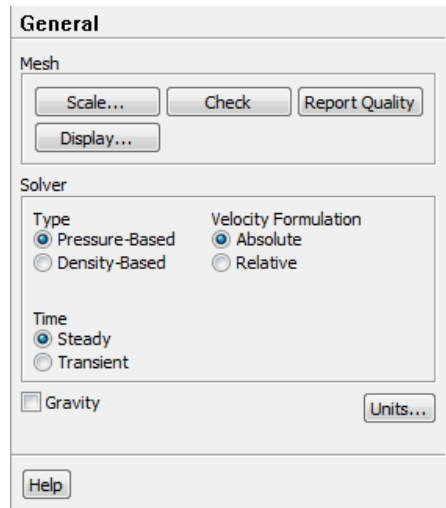 General
Mesh
Scale... Check Report Quality
Display...
Solver
Type Velocity Formulation
Pressure-Based Absolute
Density-Based Relative
Time
Steady
Transient
Gravity Units...
Help